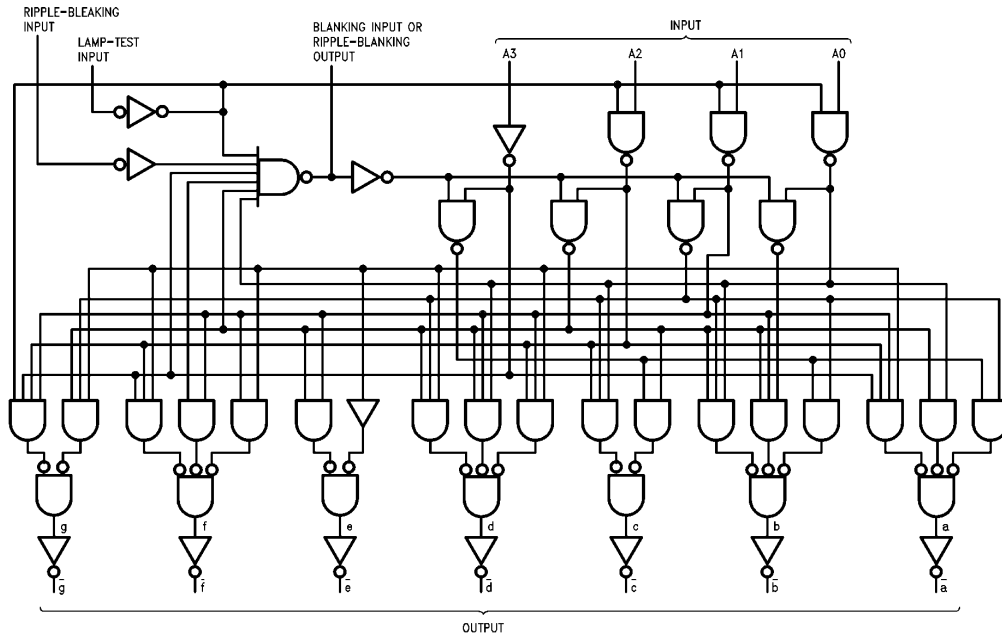 RIPPLE-BLEAKING
INPUT
LAMP-TEST
INPUT
BLANKING INPUT OR
RIPPLE-BLANKING
OUTPUT
INPUT
A3 A2 A1 A0
g f e d c b a
g̅ f̅ e̅ d̅ c̅ b̅ a̅
OUTPUT